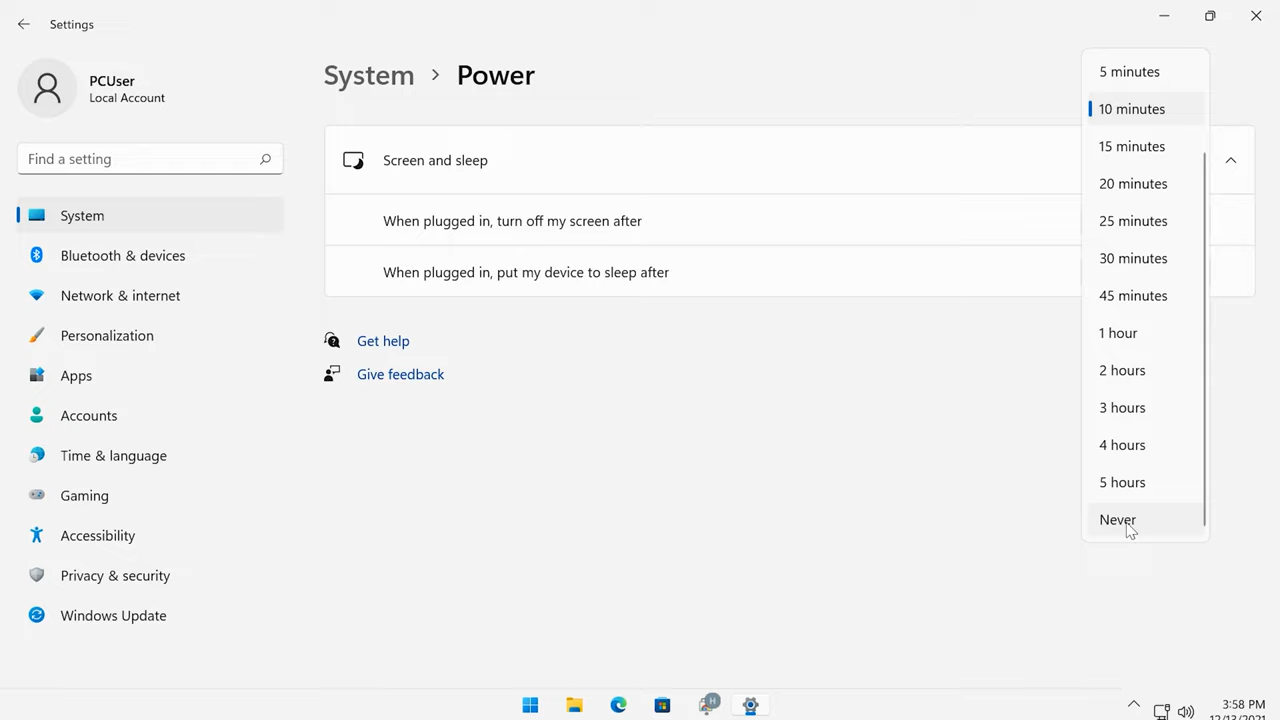 Settings
PCUser
Local Account
Find a setting
System
Bluetooth & devices
Network & internet
Personalization
Apps
Accounts
Time & language
Gaming
Accessibility
Privacy & security
Windows Update
System > Power
Screen and sleep
When plugged in, turn off my screen after
When plugged in, put my device to sleep after
Get help
Give feedback
5 minutes
10 minutes
15 minutes
20 minutes
25 minutes
30 minutes
45 minutes
1 hour
2 hours
3 hours
4 hours
5 hours
Never
H
3:58 PM
12/13/2021